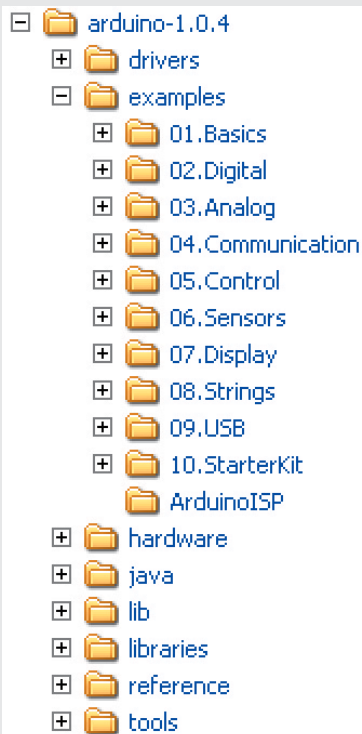 arduino-1.0.4
drivers
examples
01.Basics
02.Digital
03.Analog
04.Communication
05.Control
06.Sensors
07.Display
08.Strings
09.USB
10.StarterKit
ArduinoISP
hardware
java
lib
libraries
reference
tools